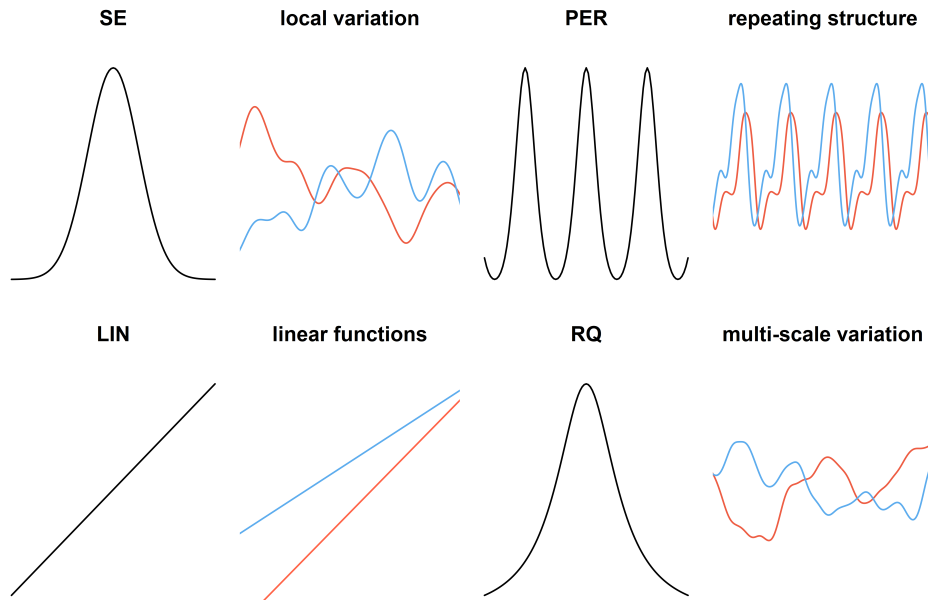 SE
local variation
PER
repeating structure
LIN
linear functions
RQ
multi-scale variation